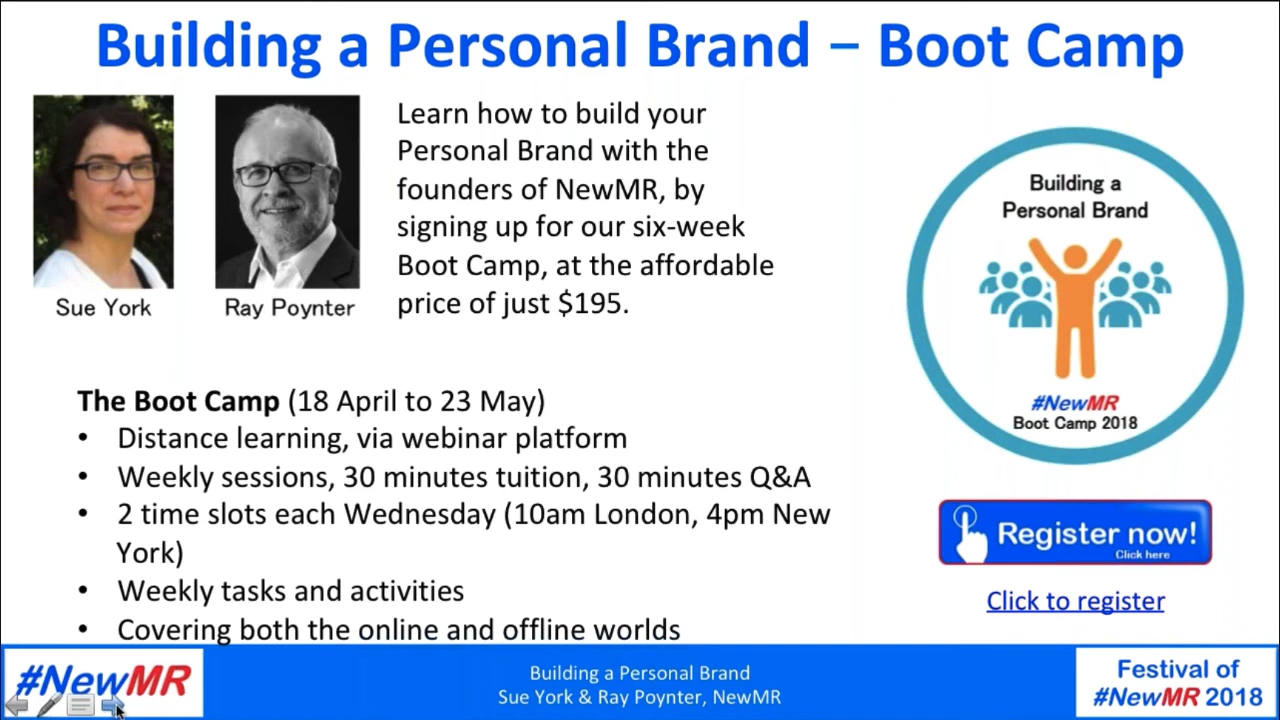 Building a Personal Brand – Boot Camp
Sue York
Ray Poynter
Learn how to build your
Personal Brand with the
founders of NewMR, by
signing up for our six-week
Boot Camp, at the affordable
price of just $195.
Building a
Personal Brand
#NewMR
Boot Camp 2018
The Boot Camp (18 April to 23 May)
• Distance learning, via webinar platform
• Weekly sessions, 30 minutes tuition, 30 minutes Q&A
• 2 time slots each Wednesday (10am London, 4pm New
York)
• Weekly tasks and activities
• Covering both the online and offline worlds
Register now!
Click here
Click to register
#NewMR
Building a Personal Brand
Sue York & Ray Poynter, NewMR
Festival of
#NewMR 2018